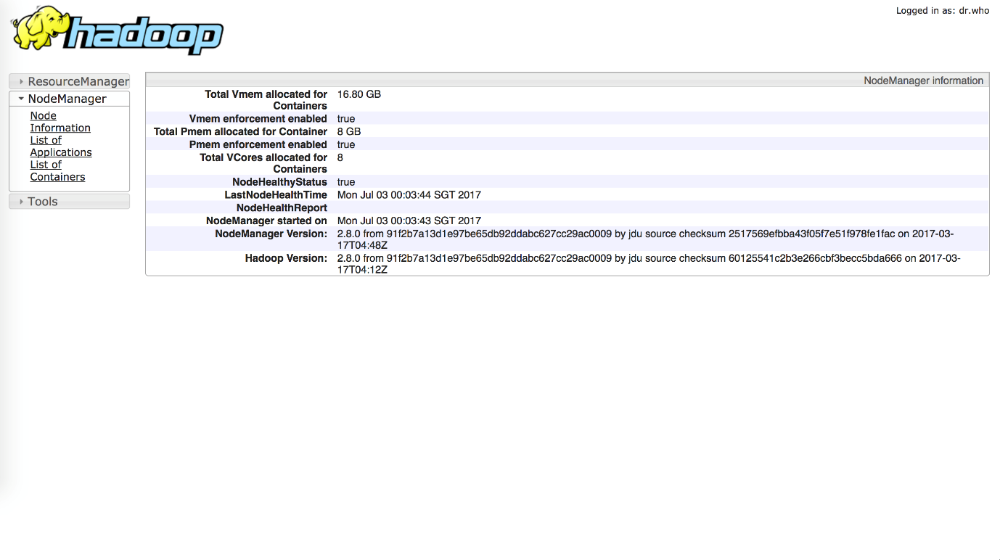 hadoop
Logged in as: dr.who
ResourceManager
NodeManager
Node
Information
List of
Applications
List of
Containers
Tools
NodeManager information
Total Vmem allocated for
Containers
16.80 GB
Vmem enforcement enabled true
Total Pmem allocated for Container 8 GB
Pmem enforcement enabled true
Total VCores allocated for
Containers
8
NodeHealthyStatus true
LastNodeHealthTime Mon Jul 03 00:03:44 SGT 2017
NodeHealthReport
NodeManager started on Mon Jul 03 00:03:43 SGT 2017
NodeManager Version: 2.8.0 from 91f2b7a13d1e97be65db92ddabc627cc29ac0009 by jdu source checksum 2517569efbba43f05f7e51f978fe1fac on 2017-03-
17T04:48Z
Hadoop Version: 2.8.0 from 91f2b7a13d1e97be65db92ddabc627cc29ac0009 by jdu source checksum 60125541c2b3e266cbf3becc5bda666 on 2017-03-
17T04:12Z